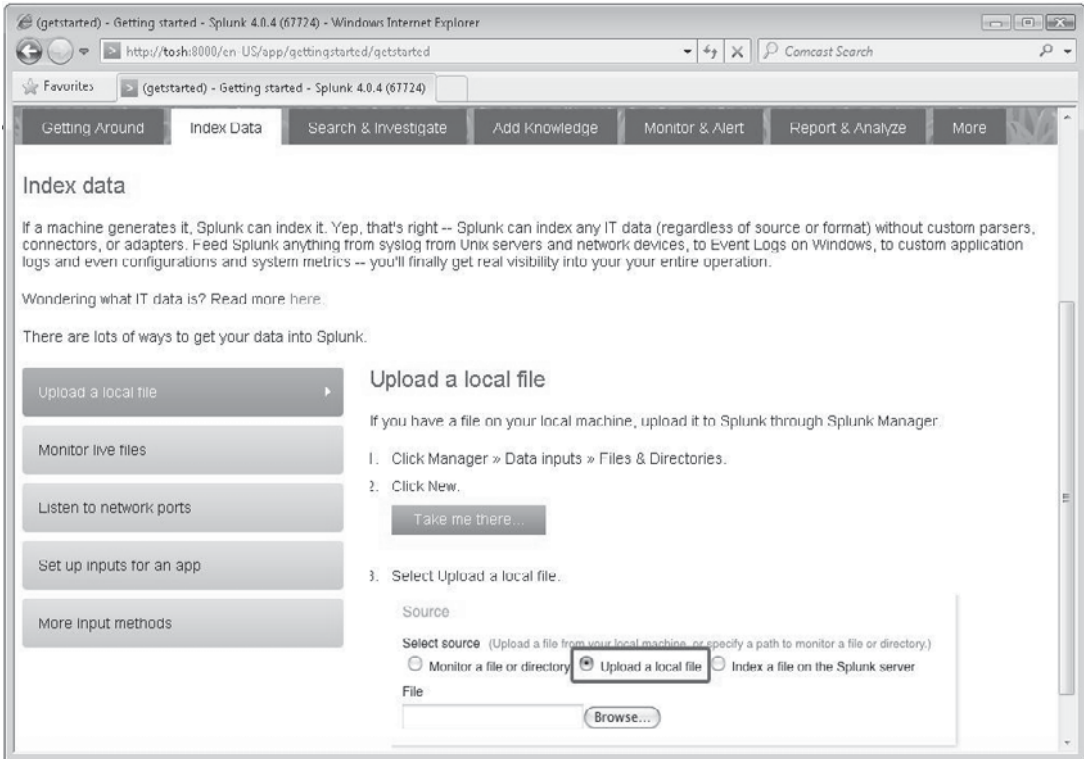 (getstarted) - Getting started - Splunk 4.0.4 (67724) - Windows Internet Explorer
http://tosh:8000/en-US/app/gettingstarted/getstarted
Comcast Search
Favorites
(getstarted) - Getting started - Splunk 4.0.4 (67724)
Getting Around Index Data Search & Investigate Add Knowledge Monitor & Alert Report & Analyze More
Index data
If a machine generates it, Splunk can index it. Yep, that's right -- Splunk can index any IT data (regardless of source or format) without custom parsers,
connectors, or adapters. Feed Splunk anything from syslog from Unix servers and network devices, to Event Logs on Windows, to custom application
logs and even configurations and system metrics -- you'll finally get real visibility into your your entire operation.
Wondering what IT data is? Read more here.
There are lots of ways to get your data into Splunk.
Upload a local file
Monitor live files
Listen to network ports
Set up inputs for an app
More input methods
Upload a local file
If you have a file on your local machine, upload it to Splunk through Splunk Manager.
1. Click Manager » Data inputs » Files & Directories.
2. Click New.
Take me there...
3. Select Upload a local file.
Source
Select source (Upload a file from your local machine, or specify a path to monitor a file or directory.)
Monitor a file or directory Upload a local file Index a file on the Splunk server
File
Browse...